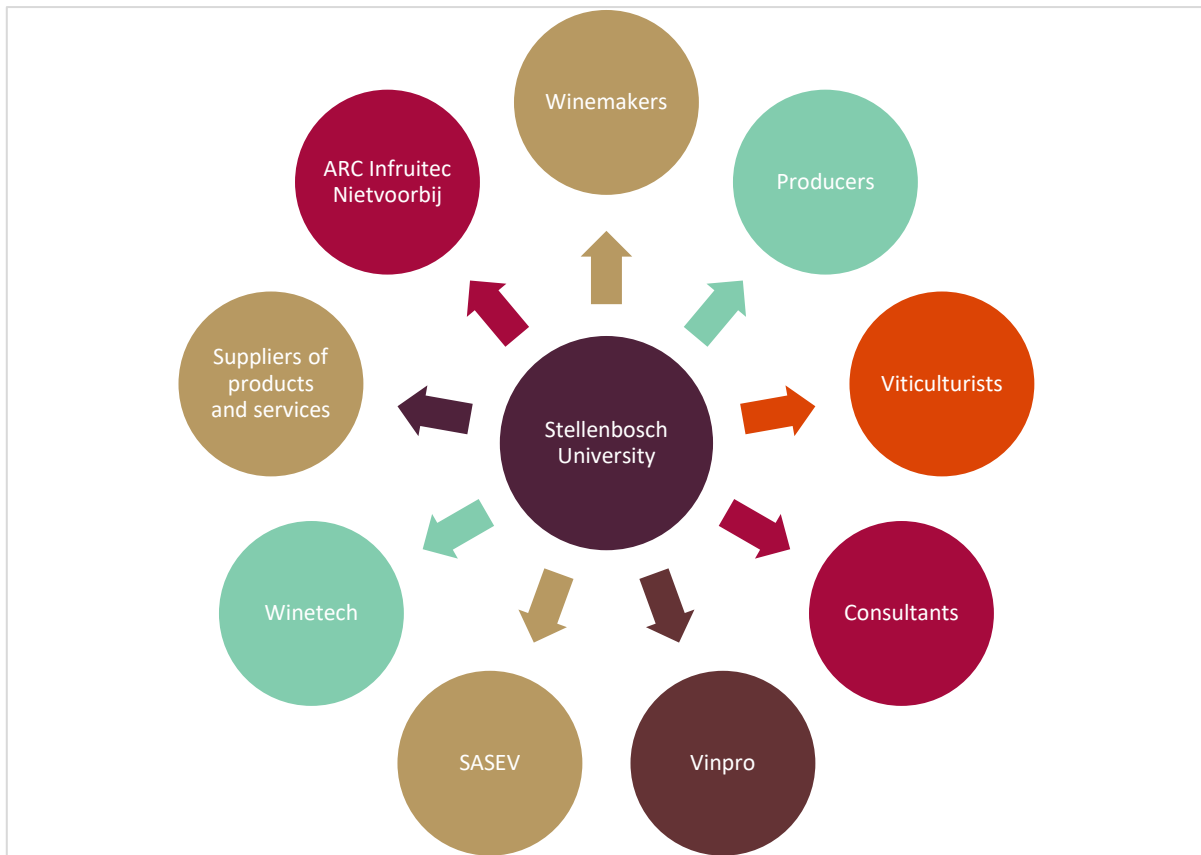 Winemakers
Producers
Viticulturists
Consultants
Vinpro
SASEV
Winetech
Suppliers of
products
and services
ARC Infruitec
Nietvoorbij
Stellenbosch
University